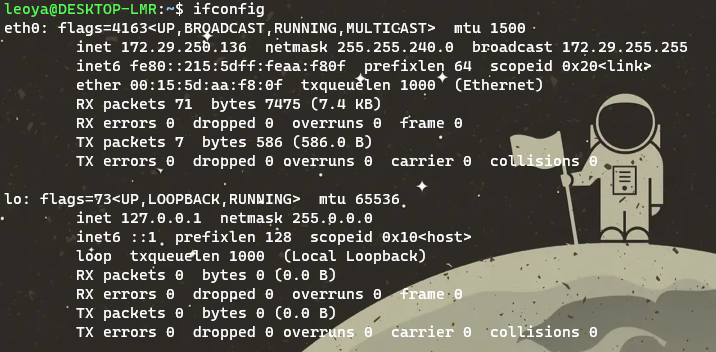 leoya@DESKTOP-LMR:~$ ifconfig
eth0: flags=4163<UP,BROADCAST,RUNNING,MULTICAST>  mtu 1500
        inet 172.29.250.136  netmask 255.255.240.0  broadcast 172.29.255.255
        inet6 fe80::215:5dff:feaa:f80f  prefixlen 64  scopeid 0x20<link>
        ether 00:15:5d:aa:f8:0f  txqueuelen 1000  (Ethernet)
        RX packets 71  bytes 7475 (7.4 KB)
        RX errors 0  dropped 0  overruns 0  frame 0
        TX packets 7  bytes 586 (586.0 B)
        TX errors 0  dropped 0 overruns 0  carrier 0  collisions 0

lo: flags=73<UP,LOOPBACK,RUNNING>  mtu 65536
        inet 127.0.0.1  netmask 255.0.0.0
        inet6 ::1  prefixlen 128  scopeid 0x10<host>
        loop  txqueuelen 1000  (Local Loopback)
        RX packets 0  bytes 0 (0.0 B)
        RX errors 0  dropped 0  overruns 0  frame 0
        TX packets 0  bytes 0 (0.0 B)
        TX errors 0  dropped 0 overruns 0  carrier 0  collisions 0